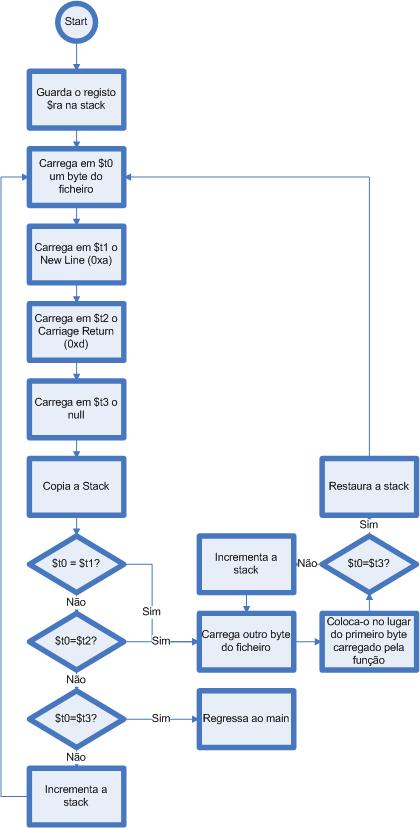 Start
Guarda o registo
$ra na stack
Carrega em $t0
um byte do
ficheiro
Carrega em $t1 o
New Line (0xa)
Carrega em $t2 o
Carriage Return
(0xd)
Carrega em $t3 o
null
Copia a Stack
$t0 = $t1?
Sim
Não
$t0=$t2?
Sim
Não
$t0=$t3?
Sim
Não
Incrementa a
stack
Regressa ao main
Carrega outro byte
do ficheiro
Coloca-o no lugar
do primeiro byte
carregado pela
função
$t0=$t3?
Não
Incrementa a
stack
Sim
Restaura a stack